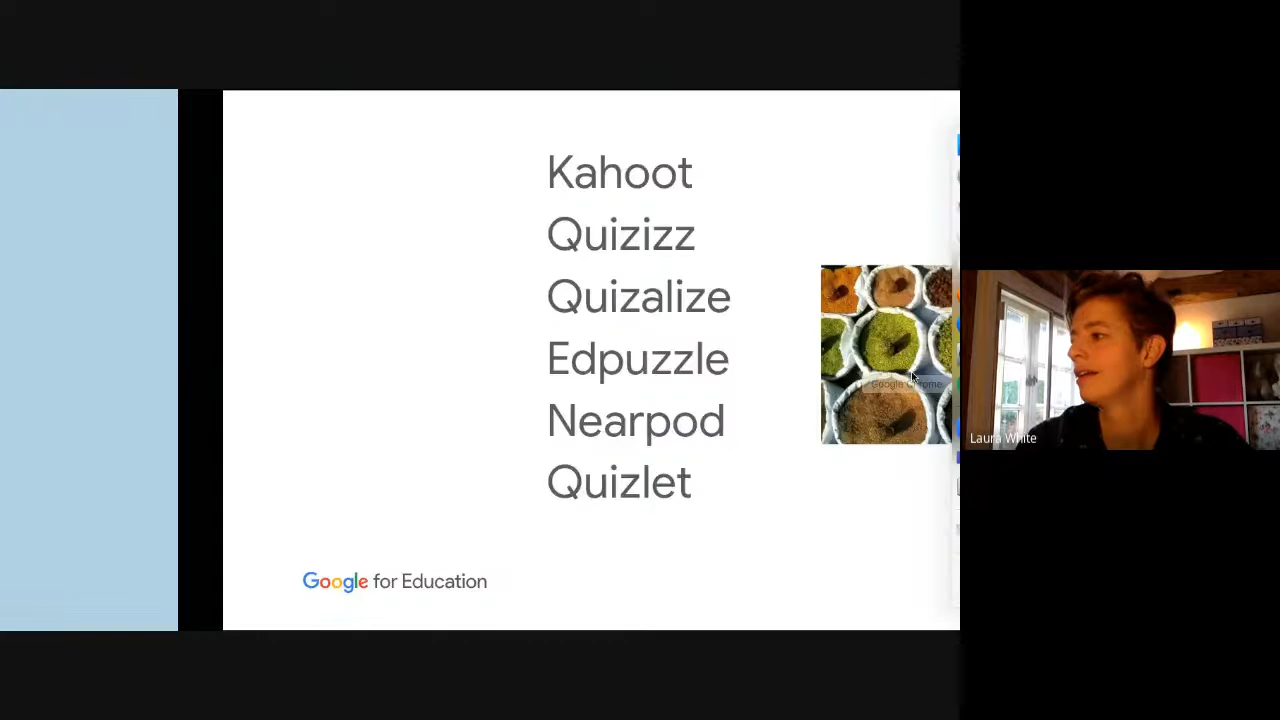 Kahoot
Quizizz
Quizalize
Edpuzzle
Nearpod
Quizlet
Google Chrome
Laura White
Google for Education